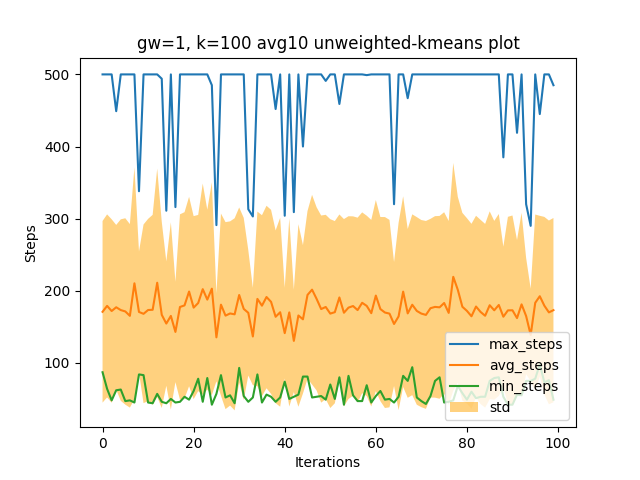 gw=1, k=100 avg10 unweighted-kmeans plot
500
400
300
200
100
Steps
0
20
40
60
80
100
Iterations
max_steps
avg_steps
min_steps
std